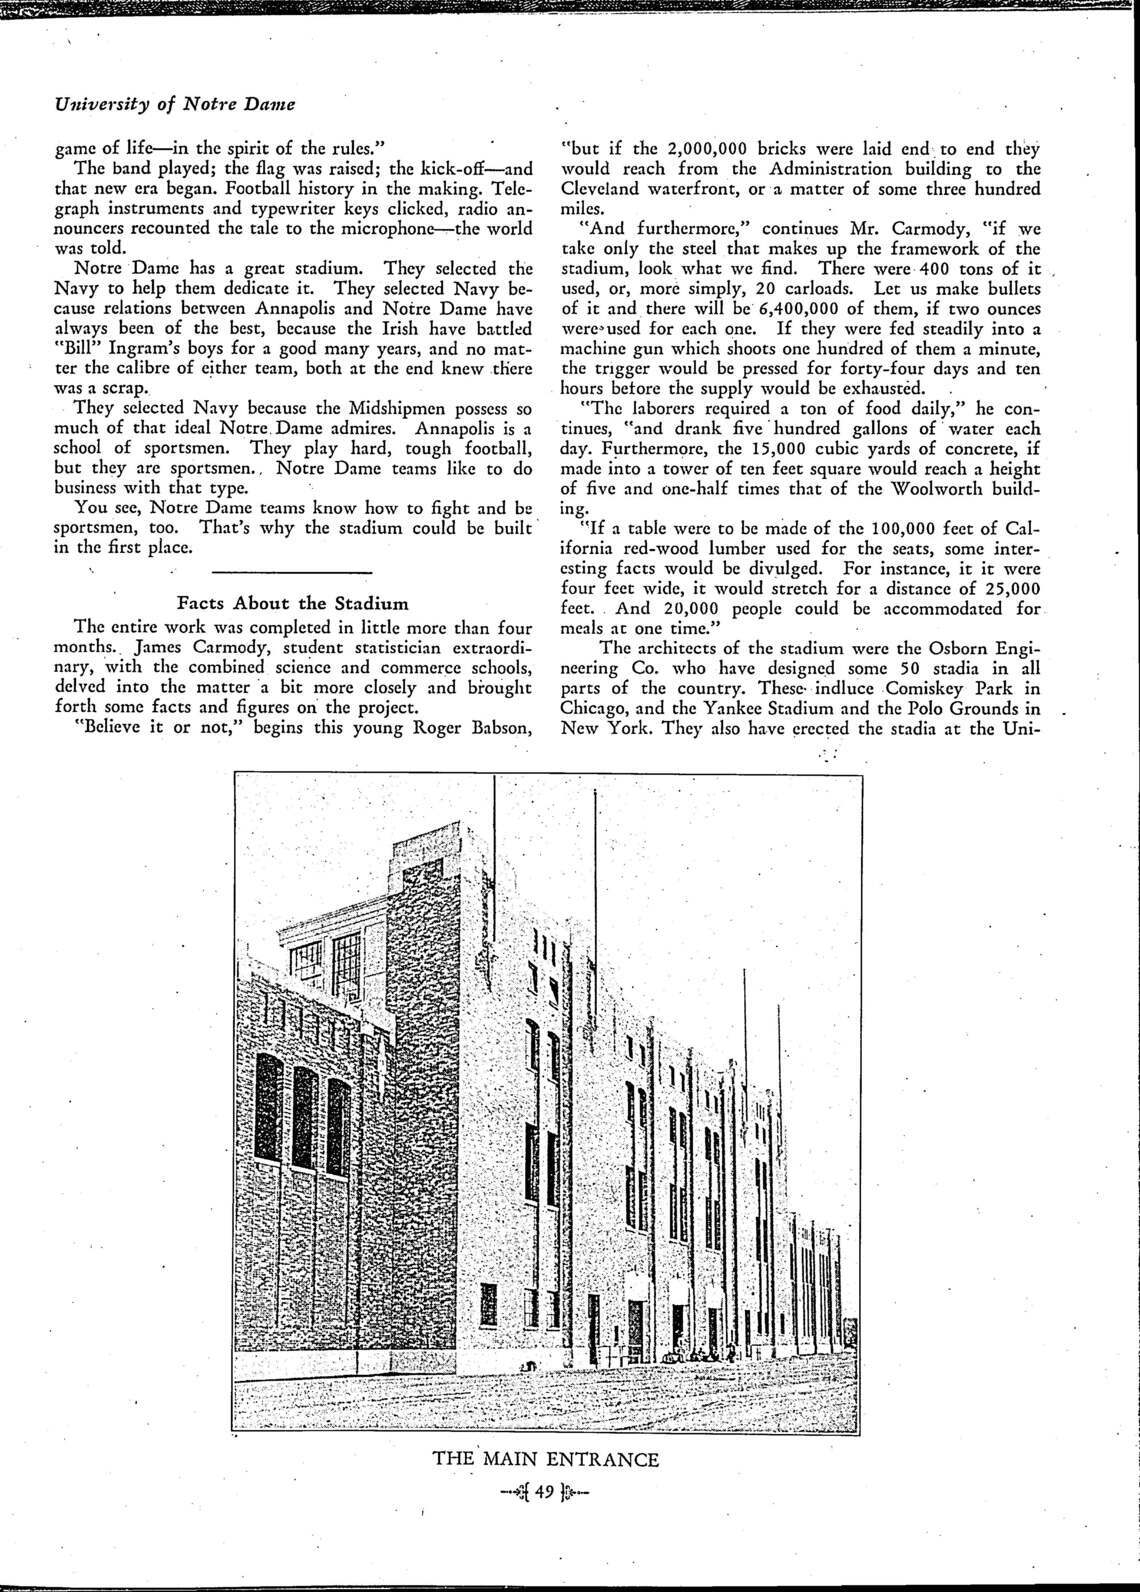 University of Notre Dame
game of life—in the spirit of the rules."
The band played; the flag was raised; the kick-off—and
that new era began. Football history in the making. Tele-
graph instruments and typewriter keys clicked, radio an-
nouncers recounted the tale to the microphone—the world
was told.
Notre Dame has a great stadium. They selected the
Navy to help them dedicate it. They selected Navy be-
cause relations between Annapolis and Notre Dame have
always been of the best, because the Irish have battled
"Bill" Ingram's boys for a good many years, and no mat-
ter the calibre of either team, both at the end knew there
was a scrap.
They selected Navy because the Midshipmen possess so
much of that ideal Notre Dame admires. Annapolis is a
school of sportsmen. They play hard, tough football,
but they are sportsmen. Notre Dame teams like to do
business with that type.
You see, Notre Dame teams know how to fight and be
sportsmen, too. That's why the stadium could be built
in the first place.
Facts About the Stadium
The entire work was completed in little more than four
months. James Carmody, student statistician extraordi-
nary, with the combined science and commerce schools,
delved into the matter a bit more closely and brought
forth some facts and figures on the project.
"Believe it or not," begins this young Roger Babson,
"but if the 2,000,000 bricks were laid end to end they
would reach from the Administration building to the
Cleveland waterfront, or a matter of some three hundred
miles.
"And furthermore," continues Mr. Carmody, "if we
take only the steel that makes up the framework of the
stadium, look what we find. There were 400 tons of it
used, or, more simply, 20 carloads. Let us make bullets
of it and there will be 6,400,000 of them, if two ounces
were used for each one. If they were fed steadily into a
machine gun which shoots one hundred of them a minute,
the trigger would be pressed for forty-four days and ten
hours before the supply would be exhausted.
"The laborers required a ton of food daily," he con-
tinues, "and drank five hundred gallons of water each
day. Furthermore, the 15,000 cubic yards of concrete, if
made into a tower of ten feet square would reach a height
of five and one-half times that of the Woolworth build-
ing.
"If a table were to be made of the 100,000 feet of Cal-
ifornia red-wood lumber used for the seats, some inter-
esting facts would be divulged. For instance, it it were
four feet wide, it would stretch for a distance of 25,000
feet. And 20,000 people could be accommodated for
meals at one time."
The architects of the stadium were the Osborn Engi-
neering Co. who have designed some 50 stadia in all
parts of the country. These indluce Comiskey Park in
Chicago, and the Yankee Stadium and the Polo Grounds in
New York. They also have erected the stadia at the Uni-
THE MAIN ENTRANCE
49